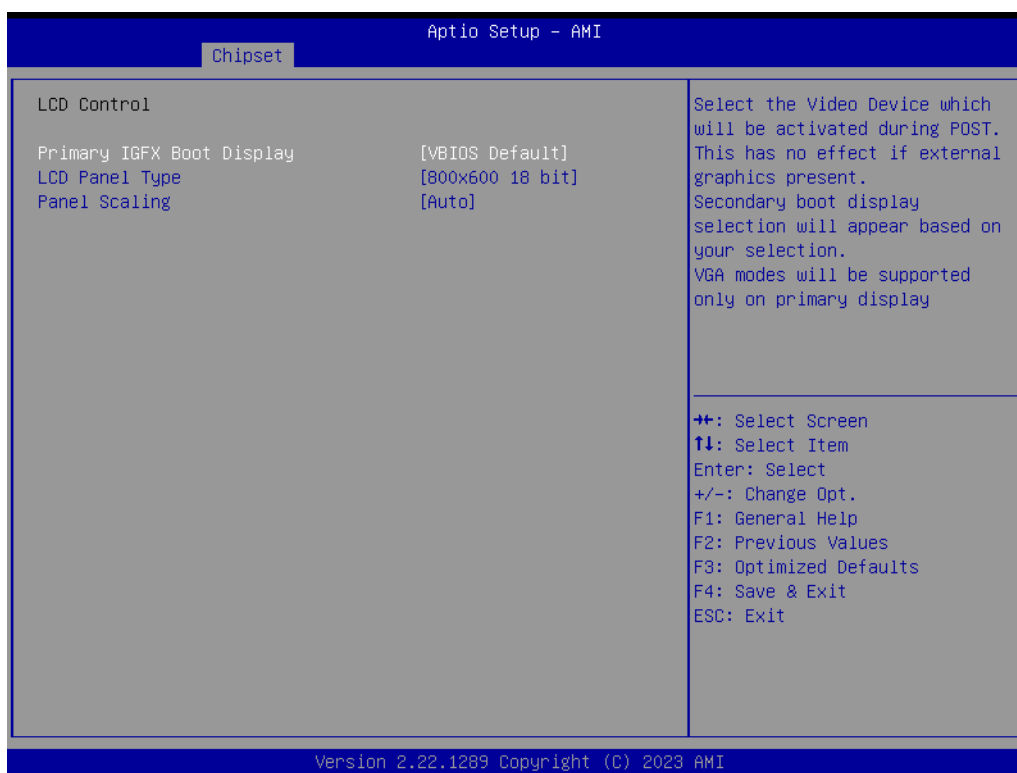 Aptio Setup – AMI
Chipset
LCD Control
Primary IGFX Boot Display [VBIOS Default]
LCD Panel Type [800x600 18 bit]
Panel Scaling [Auto]
Select the Video Device which
will be activated during POST.
This has no effect if external
graphics present.
Secondary boot display
selection will appear based on
your selection.
VGA modes will be supported
only on primary display
→←: Select Screen
↑↓: Select Item
Enter: Select
+/-: Change Opt.
F1: General Help
F2: Previous Values
F3: Optimized Defaults
F4: Save & Exit
ESC: Exit
Version 2.22.1289 Copyright (C) 2023 AMI